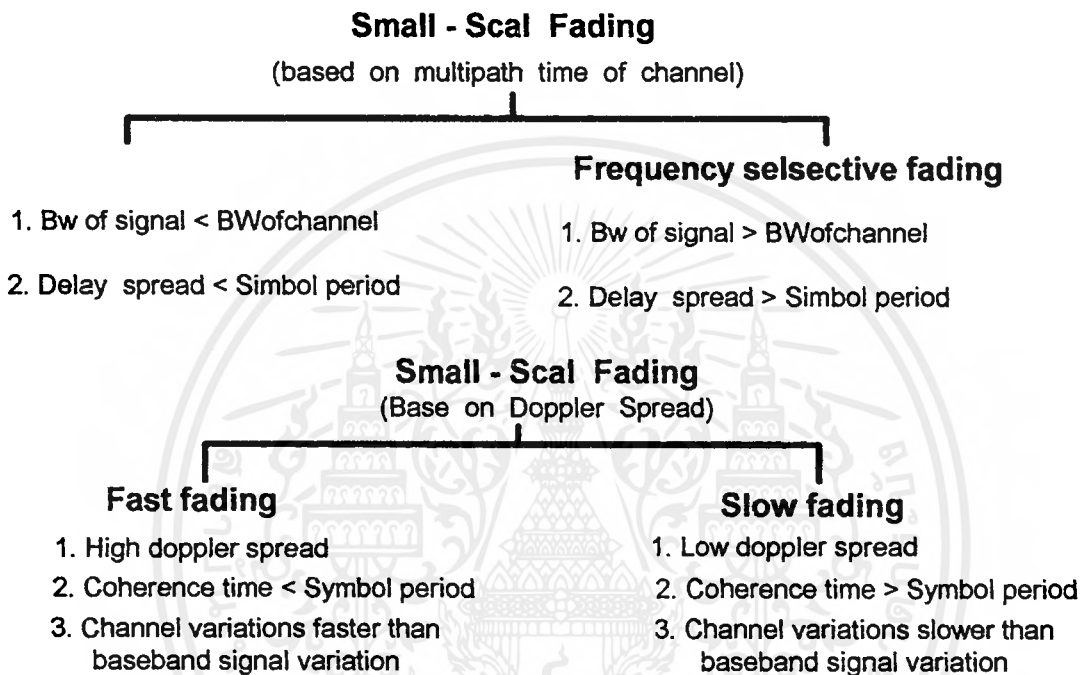 Small - Scal Fading
(based on multipath time of channel)
1. Bw of signal < BWofchannel
2. Delay spread < Simbol period
Frequency selsective fading
1. Bw of signal > BWofchannel
2. Delay spread > Simbol period
Small - Scal Fading
(Base on Doppler Spread)
Fast fading
1. High doppler spread
2. Coherence time < Symbol period
3. Channel variations faster than
baseband signal variation
Slow fading
1. Low doppler spread
2. Coherence time > Symbol period
3. Channel variations slower than
baseband signal variation